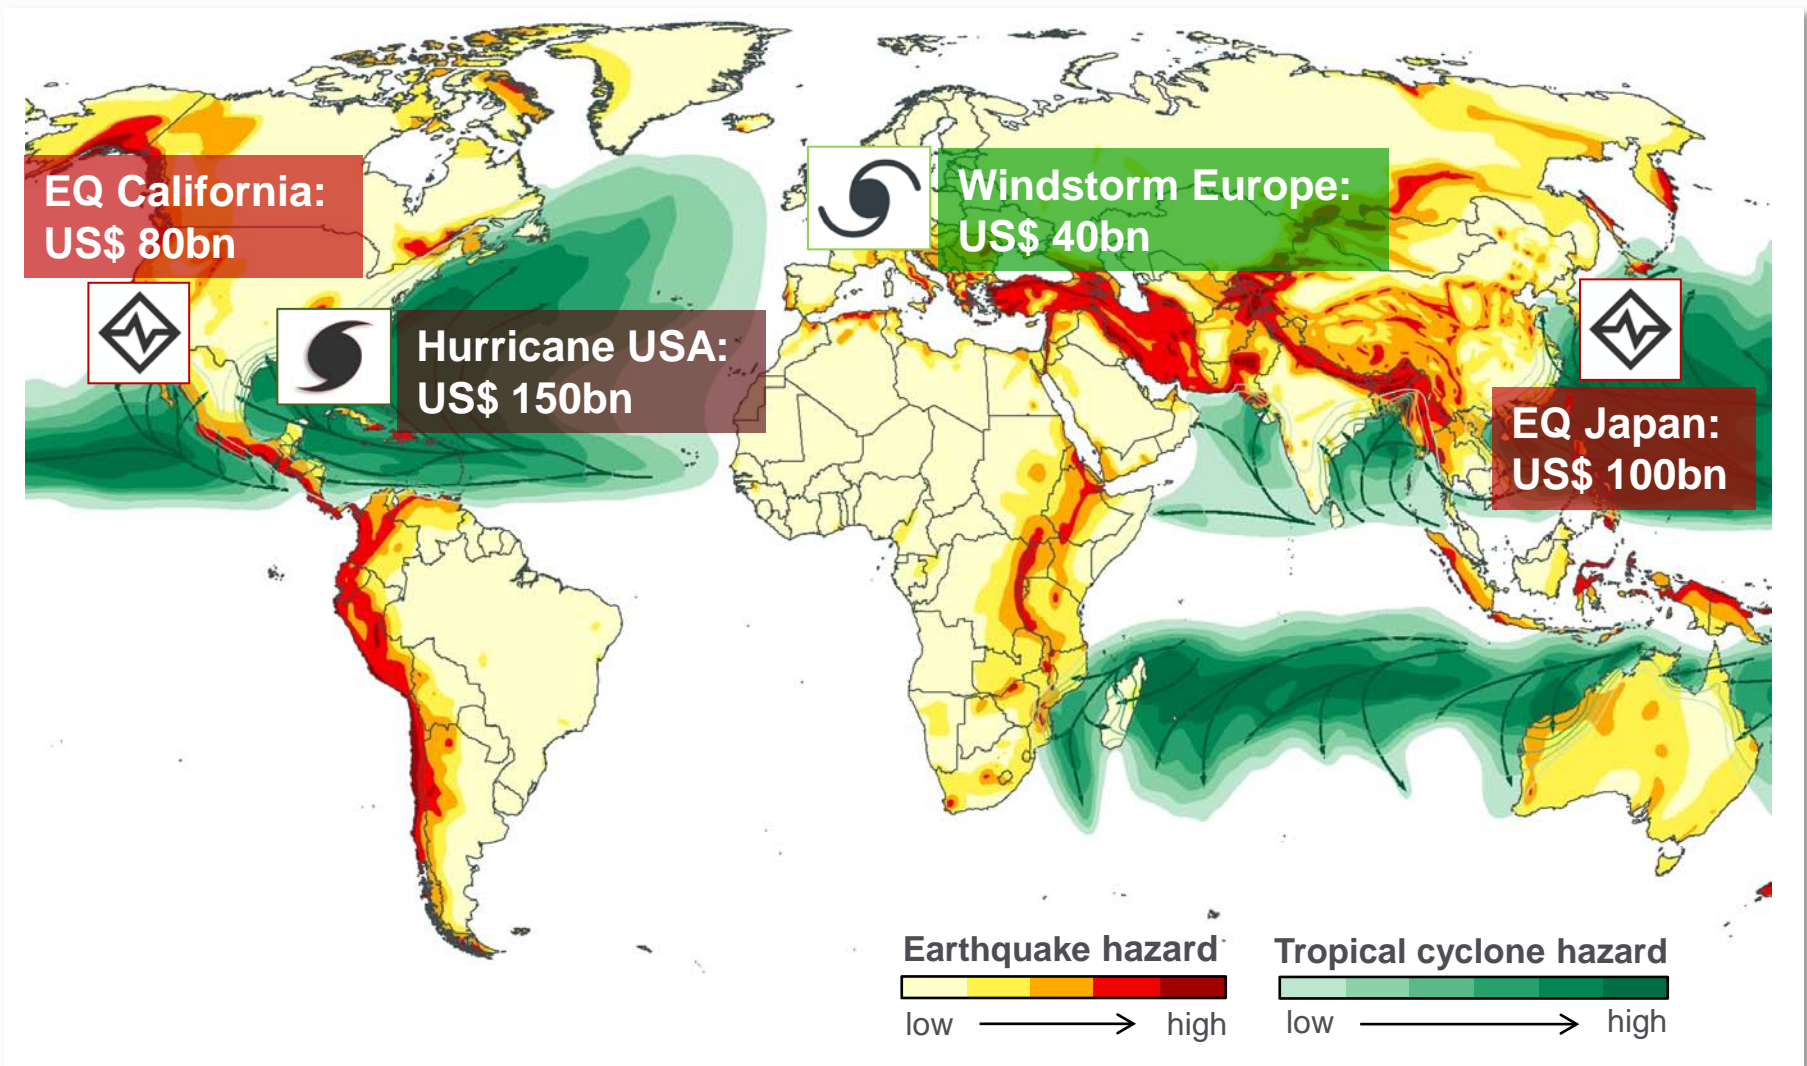 EQ California:
US$ 80bn
Windstorm Europe:
US$ 40bn
Hurricane USA:
US$ 150bn
EQ Japan:
US$ 100bn
Earthquake hazard
low
high
Tropical cyclone hazard
low
high